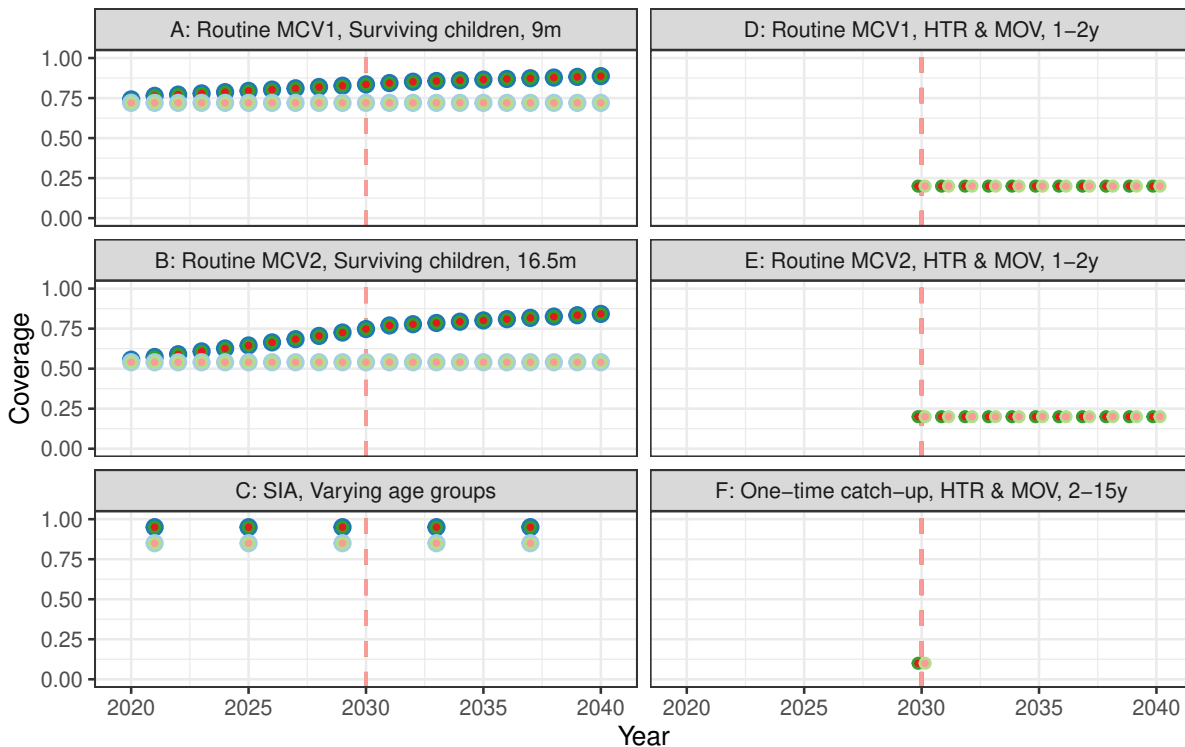 A: Routine MCV1, Surviving children, 9m
D: Routine MCV1, HTR & MOV, 1−2y
1.00
0.75
0.50
0.25
0.00
B: Routine MCV2, Surviving children, 16.5m
E: Routine MCV2, HTR & MOV, 1−2y
1.00
0.75
0.50
0.25
0.00
Coverage
C: SIA, Varying age groups
F: One−time catch−up, HTR & MOV, 2−15y
1.00
0.75
0.50
0.25
0.00
2020 2025 2030 2035 2040 2020 2025 2030 2035 2040
Year